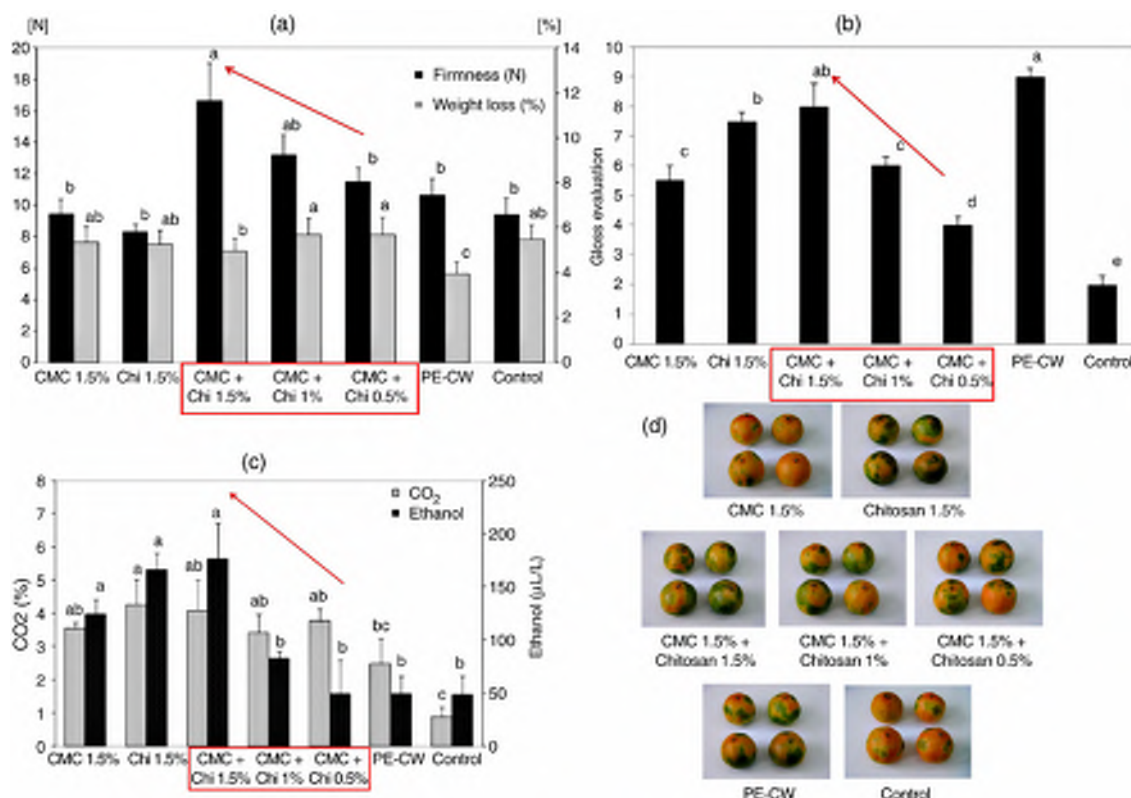 (a)
[N]
[%]
20
18
16
14
12
10
8
6
4
2
0
14
12
10
8
6
4
2
0
Firmness (N)
Weight loss (%)
b
ab
b
ab
a
b
ab
a
b
a
b
c
b
ab
CMC 1.5%
Chi 1.5%
CMC +
Chi 1.5%
CMC +
Chi 1%
CMC +
Chi 0.5%
PE-CW
Control
(b)
Gloss evaluation
10
9
8
7
6
5
4
3
2
1
0
c
b
ab
c
d
a
e
CMC 1.5%
Chi 1.5%
CMC +
Chi 1.5%
CMC +
Chi 1%
CMC +
Chi 0.5%
PE-CW
Control
(c)
CO2 (%)
8
7
6
5
4
3
2
1
0
250
200
150
100
50
0
Ethanol (µL/L)
CO₂
Ethanol
ab
a
a
a
ab
a
ab
b
ab
b
bc
b
c
b
CMC 1.5%
Chi 1.5%
CMC +
Chi 1.5%
CMC +
Chi 1%
CMC +
Chi 0.5%
PE-CW
Control
(d)
CMC 1.5%
Chitosan 1.5%
CMC 1.5% +
Chitosan 1.5%
CMC 1.5% +
Chitosan 1%
CMC 1.5% +
Chitosan 0.5%
PE-CW
Control